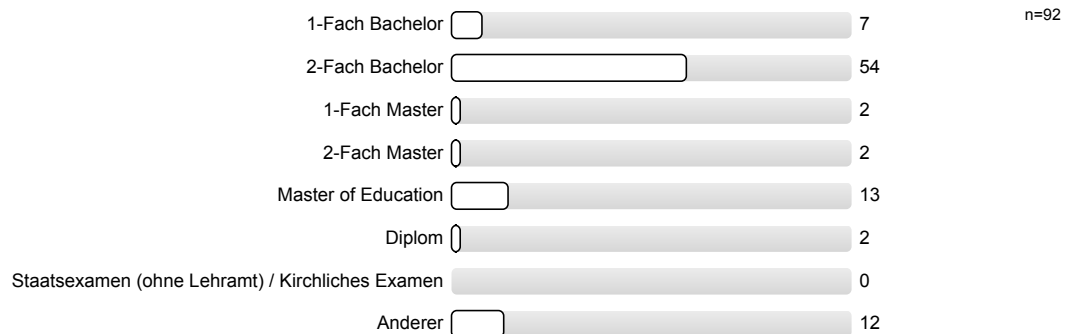 n=92
1-Fach Bachelor 7
2-Fach Bachelor 54
1-Fach Master 2
2-Fach Master 2
Master of Education 13
Diplom 2
Staatsexamen (ohne Lehramt) / Kirchliches Examen 0
Anderer 12